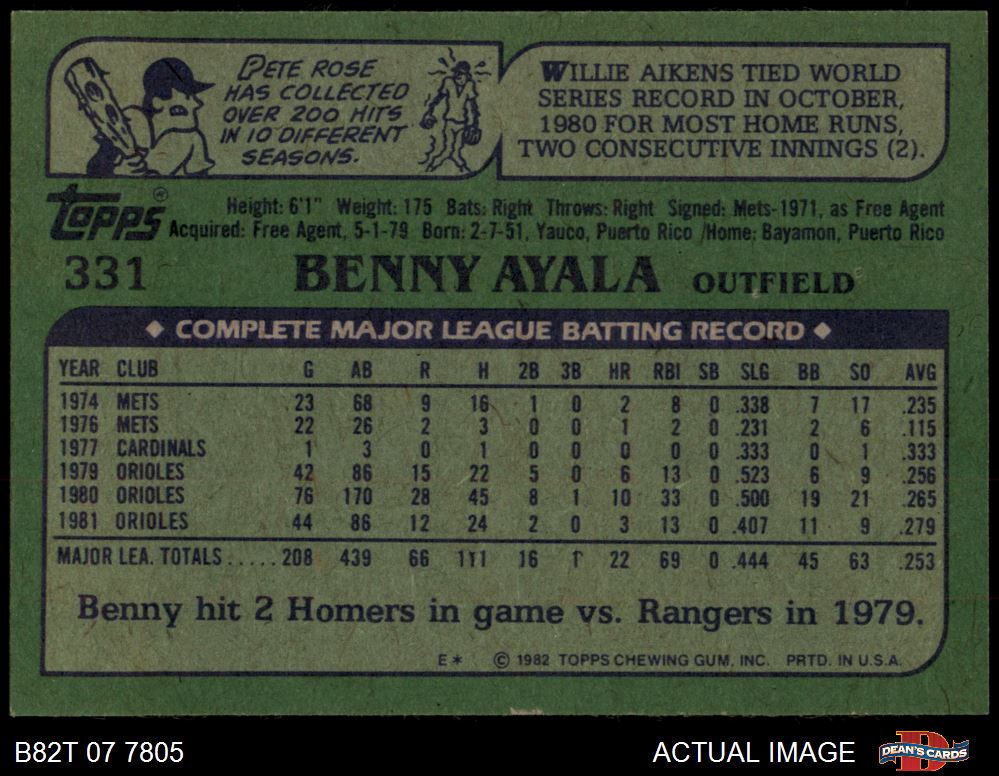 PETE ROSE
HAS COLLECTED
OVER 200 HITS
IN 10 DIFFERENT
SEASONS.
WILLIE AIKENS TIED WORLD
SERIES RECORD IN OCTOBER,
1980 FOR MOST HOME RUNS,
TWO CONSECUTIVE INNINGS (2).
Topps®
Height: 6'1" Weight: 175 Bats: Right Throws: Right Signed: Mets-1971, as Free Agent
Acquired: Free Agent, 5-1-79 Born: 2-7-51, Yauco, Puerto Rico /Home: Bayamon, Puerto Rico
331 BENNY AYALA OUTFIELD
◆ COMPLETE MAJOR LEAGUE BATTING RECORD ◆
YEAR CLUB G AB R H 2B 3B HR RBI SB SLG BB SO AVG
1974 METS 23 68 9 16 1 0 2 8 0 .338 7 17 .235
1976 METS 22 26 2 3 0 0 1 2 0 .231 2 6 .115
1977 CARDINALS 1 3 0 1 0 0 0 0 0 .333 0 1 .333
1979 ORIOLES 42 86 15 22 5 0 6 13 0 .523 6 9 .256
1980 ORIOLES 76 170 28 45 8 1 10 33 0 .500 19 21 .265
1981 ORIOLES 44 86 12 24 2 0 3 13 0 .407 11 9 .279
MAJOR LEA. TOTALS ..... 208 439 66 111 16 1 22 69 0 .444 45 63 .253
Benny hit 2 Homers in game vs. Rangers in 1979.
E* © 1982 TOPPS CHEWING GUM, INC. PRTD. IN U.S.A.
B82T 07 7805 ACTUAL IMAGE DEAN'S CARDS